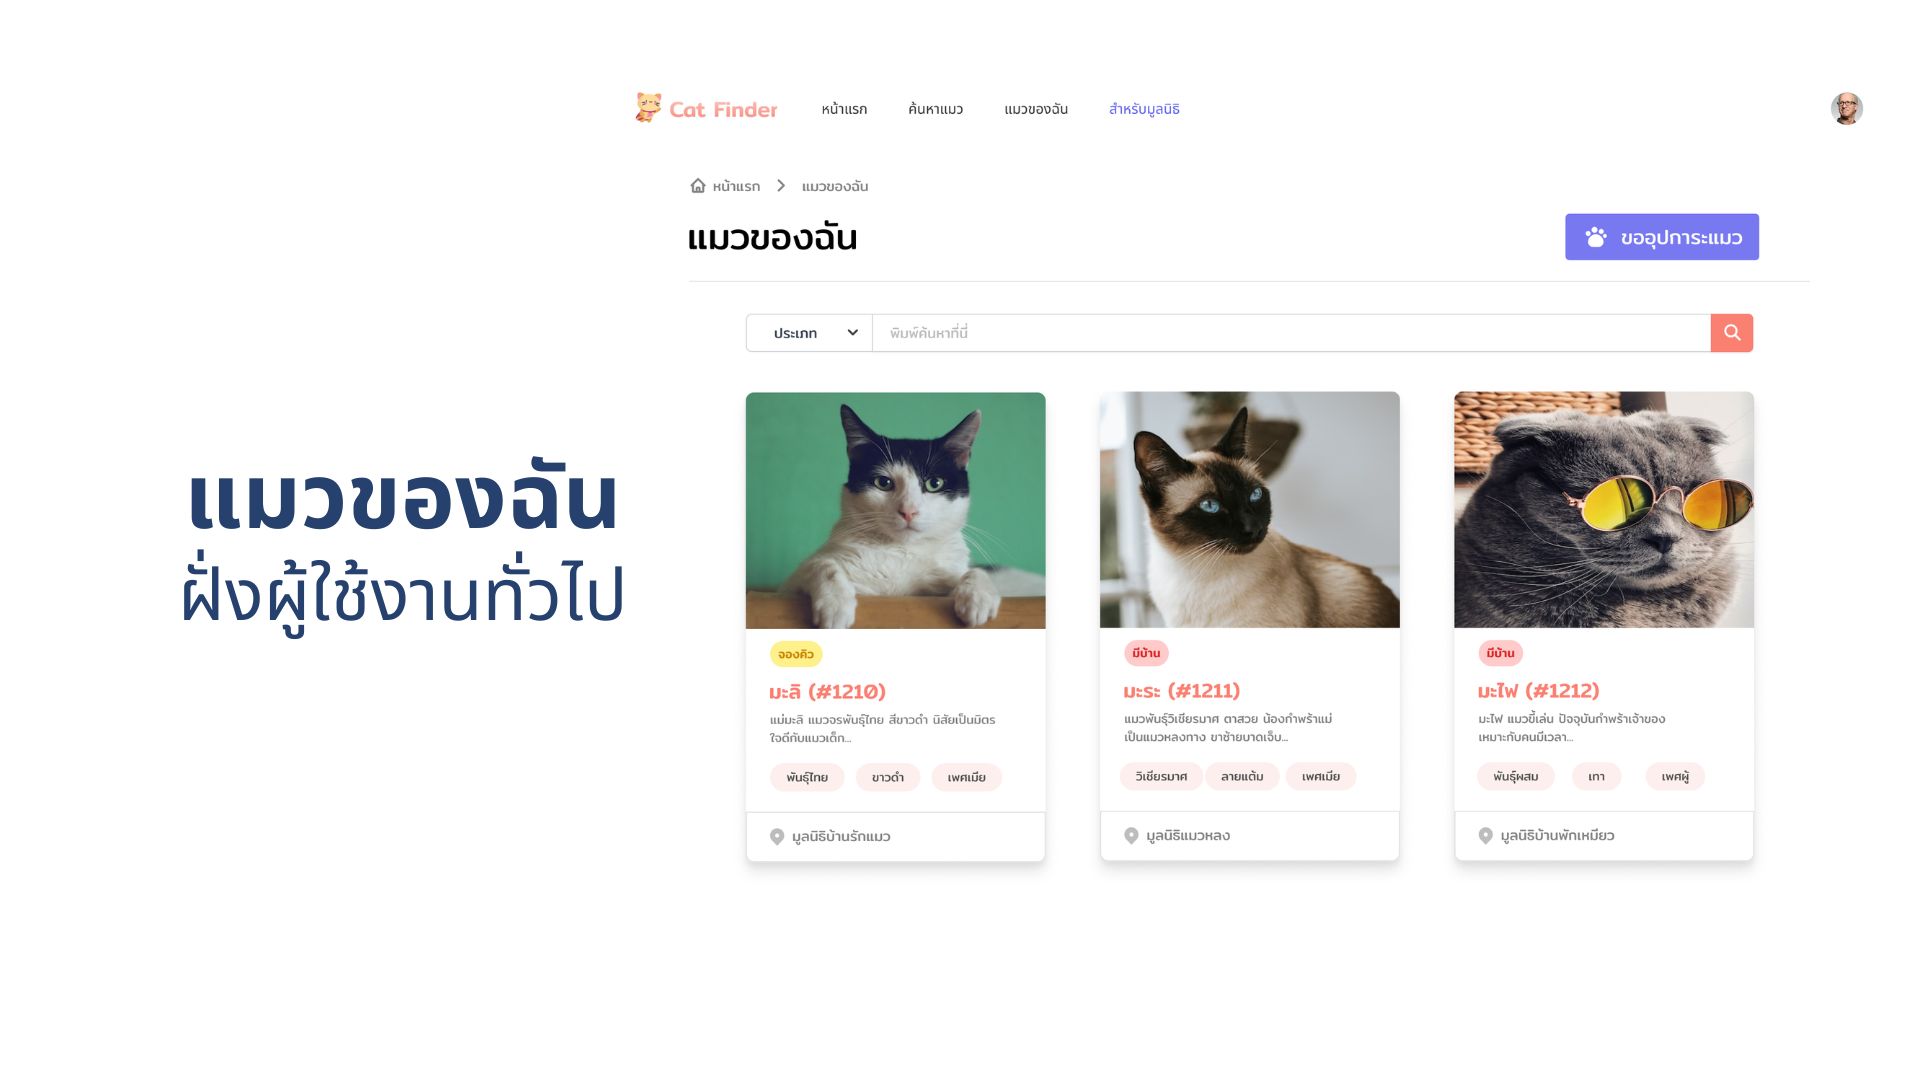 แมวของฉัน
ฝั่งผู้ใช้งานทั่วไป
Cat Finder
หน้าแรก
ค้นหาแมว
แมวของฉัน
สำหรับมูลนิธิ
หน้าแรก > แมวของฉัน
แมวของฉัน
ขออุปการะแมว
ประเภท
พิมพ์ค้นหาที่นี่
จองคิว
มะลิ (#1210)
แม่มะลิ แมวจรพันธุ์ไทย สีขาวดำ นิสัยเป็นมิตร
ใจดีกับแมวเด็ก...
พันธุ์ไทย
ขาวดำ
เพศเมีย
มูลนิธิบ้านรักแมว
มีบ้าน
มะระ (#1211)
แมวพันธุ์วิเชียรมาศ ตาสวย น้องกำพร้าแม่
เป็นแมวหลงทาง ขาซ้ายบาดเจ็บ...
วิเชียรมาศ
ลายแต้ม
เพศเมีย
มูลนิธิแมวหลง
มีบ้าน
มะไฟ (#1212)
มะไฟ แมวขี้เล่น ปัจจุบันกำพร้าเจ้าของ
เหมาะกับคนมีเวลา...
พันธุ์ผสม
เทา
เพศผู้
มูลนิธิบ้านพักเหมียว